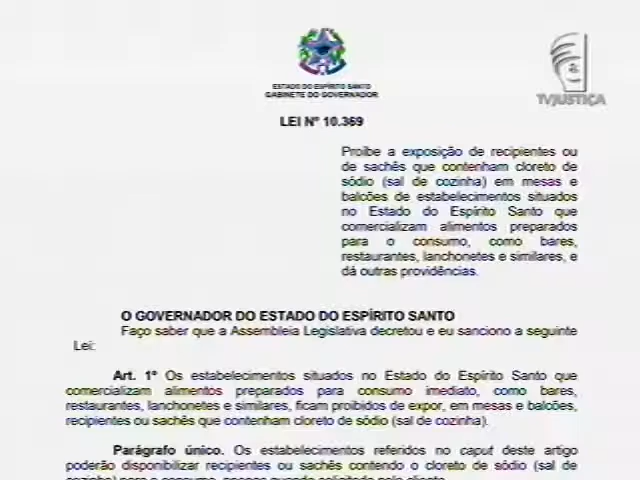 ESTADO DO ESPÍRITO SANTO
GABINETE DO GOVERNADOR
TVJUSTIÇA
LEI Nº 10.369
Proíbe a exposição de recipientes ou
de sachês que contenham cloreto de
sódio (sal de cozinha) em mesas e
balcões de estabelecimentos situados
no Estado do Espírito Santo que
comercializam alimentos preparados
para o consumo, como bares,
restaurantes, lanchonetes e similares, e
dá outras providências.
O GOVERNADOR DO ESTADO DO ESPÍRITO SANTO
Faço saber que a Assembleia Legislativa decretou e eu sanciono a seguinte
Lei:
Art. 1º Os estabelecimentos situados no Estado do Espírito Santo que
comercializam alimentos preparados para consumo imediato, como bares,
restaurantes, lanchonetes e similares, ficam proibidos de expor, em mesas e balcões,
recipientes ou sachês que contenham cloreto de sódio (sal de cozinha).
Parágrafo único. Os estabelecimentos referidos no caput deste artigo
poderão disponibilizar recipientes ou sachês contendo o cloreto de sódio (sal de